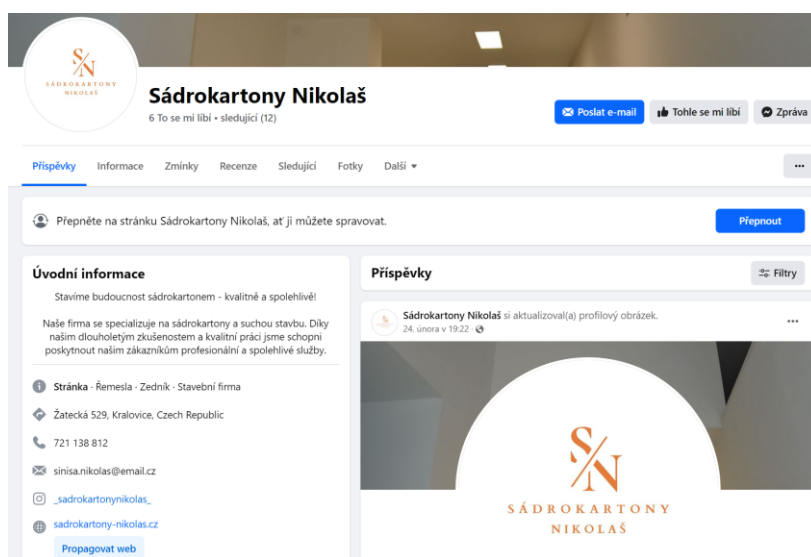 S/N
SÁDROKARTONY
NIKOLAŠ
Sádrokartony Nikolaš
6 To se mi líbí • sledující (12)
Poslat e-mail
Tohle se mi líbí
Zpráva
Příspěvky
Informace
Zmínky
Recenze
Sledující
Fotky
Další
Přepněte na stránku Sádrokartony Nikolaš, ať ji můžete spravovat.
Přepnout
Úvodní informace
Stavíme budoucnost sádrokartonem - kvalitně a spolehlivě!
Naše firma se specializuje na sádrokartony a suchou stavbu. Díky
našim dlouholetým zkušenostem a kvalitní práci jsme schopni
poskytnout našim zákazníkům profesionální a spolehlivé služby.
Stránka · Řemesla · Zedník · Stavební firma
Žatecká 529, Kralovice, Czech Republic
721 138 812
sinisa.nikolas@email.cz
_sadrokartonynikolas_
sadrokartony-nikolas.cz
Propagovat web
Příspěvky
Filtry
Sádrokartony Nikolaš si aktualizoval(a) profilový obrázek.
24. února v 19:22 ·
S/N
SÁDROKARTONY
NIKOLAŠ